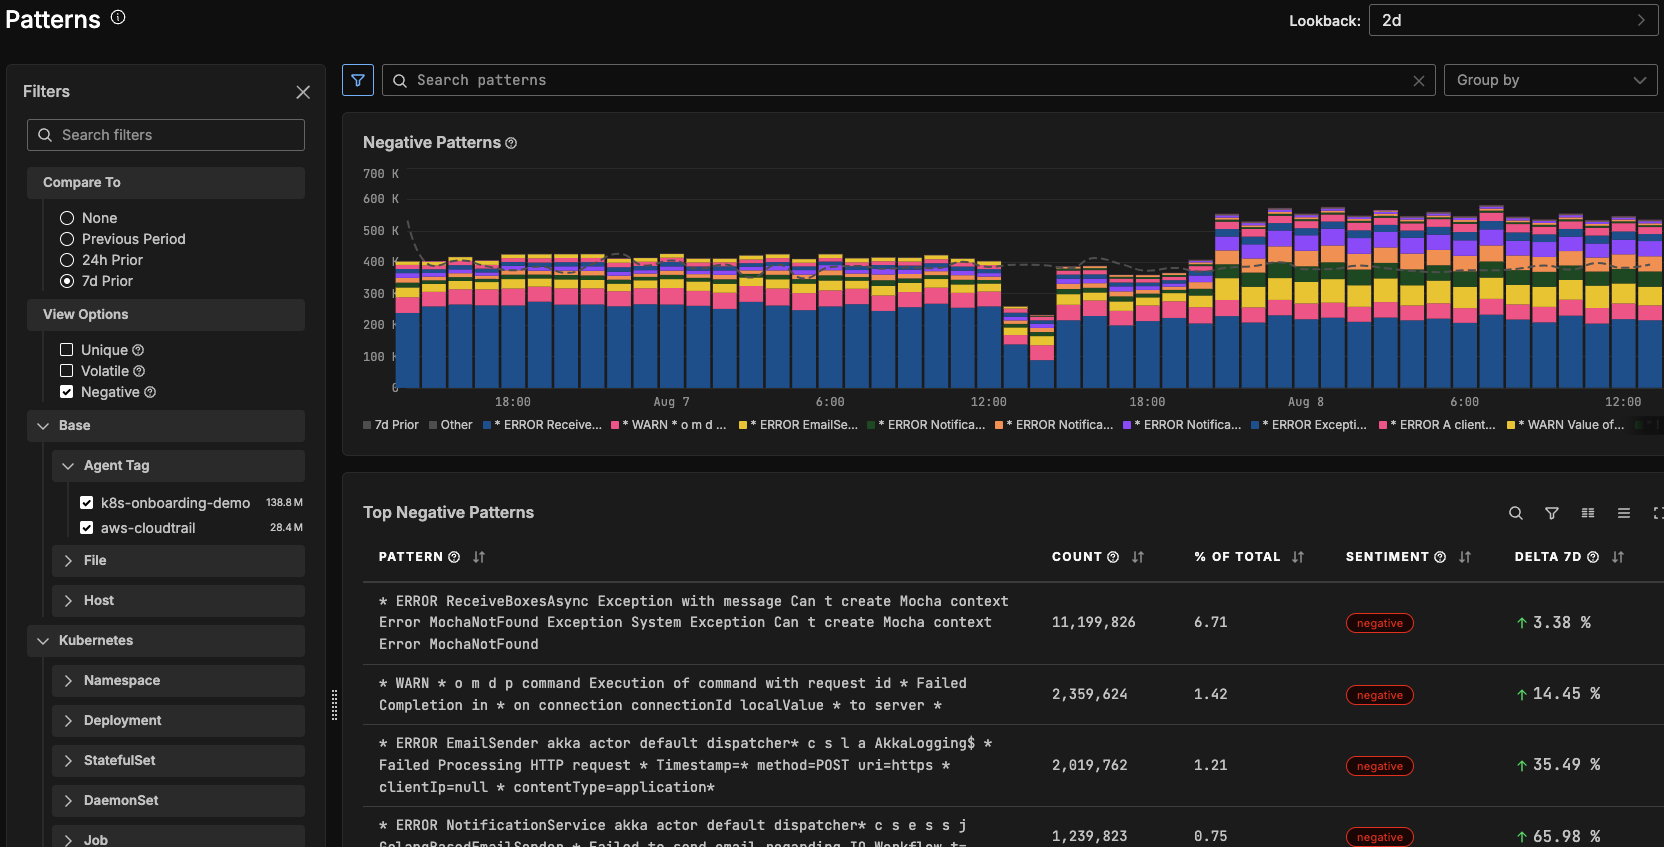 Patterns
Lookback: 2d
Filters
Search filters
Compare To
None
Previous Period
24h Prior
7d Prior
View Options
Unique
Volatile
Negative
Base
Agent Tag
k8s-onboarding-demo 138.8 M
aws-cloudtrail 28.4 M
File
Host
Kubernetes
Namespace
Deployment
StatefulSet
DaemonSet
Job
Search patterns
Group by
Negative Patterns
700 K
600 K
500 K
400 K
300 K
200 K
100 K
0
18:00 Aug 7 6:00 12:00 18:00 Aug 8 6:00 12:00
7d Prior Other * ERROR Receive... * WARN * o m d ... * ERROR EmailSe... * ERROR Notifica... * ERROR Notifica... * ERROR Notifica... * ERROR Excepti... * ERROR A client... * WARN Value of...
Top Negative Patterns
PATTERN COUNT % OF TOTAL SENTIMENT DELTA 7D
* ERROR ReceiveBoxesAsync Exception with message Can t create Mocha context
Error MochaNotFound Exception System Exception Can t create Mocha context
Error MochaNotFound
11,199,826 6.71 negative 3.38 %
* WARN * o m d p command Execution of command with request id * Failed
Completion in * on connection connectionId localValue * to server *
2,359,624 1.42 negative 14.45 %
* ERROR EmailSender akka actor default dispatcher* c s l a AkkaLogging$ *
Failed Processing HTTP request * Timestamp=* method=POST uri=https *
clientIp=null * contentType=application*
2,019,762 1.21 negative 35.49 %
* ERROR NotificationService akka actor default dispatcher* c s e s s j
1,239,823 0.75 negative 65.98 %